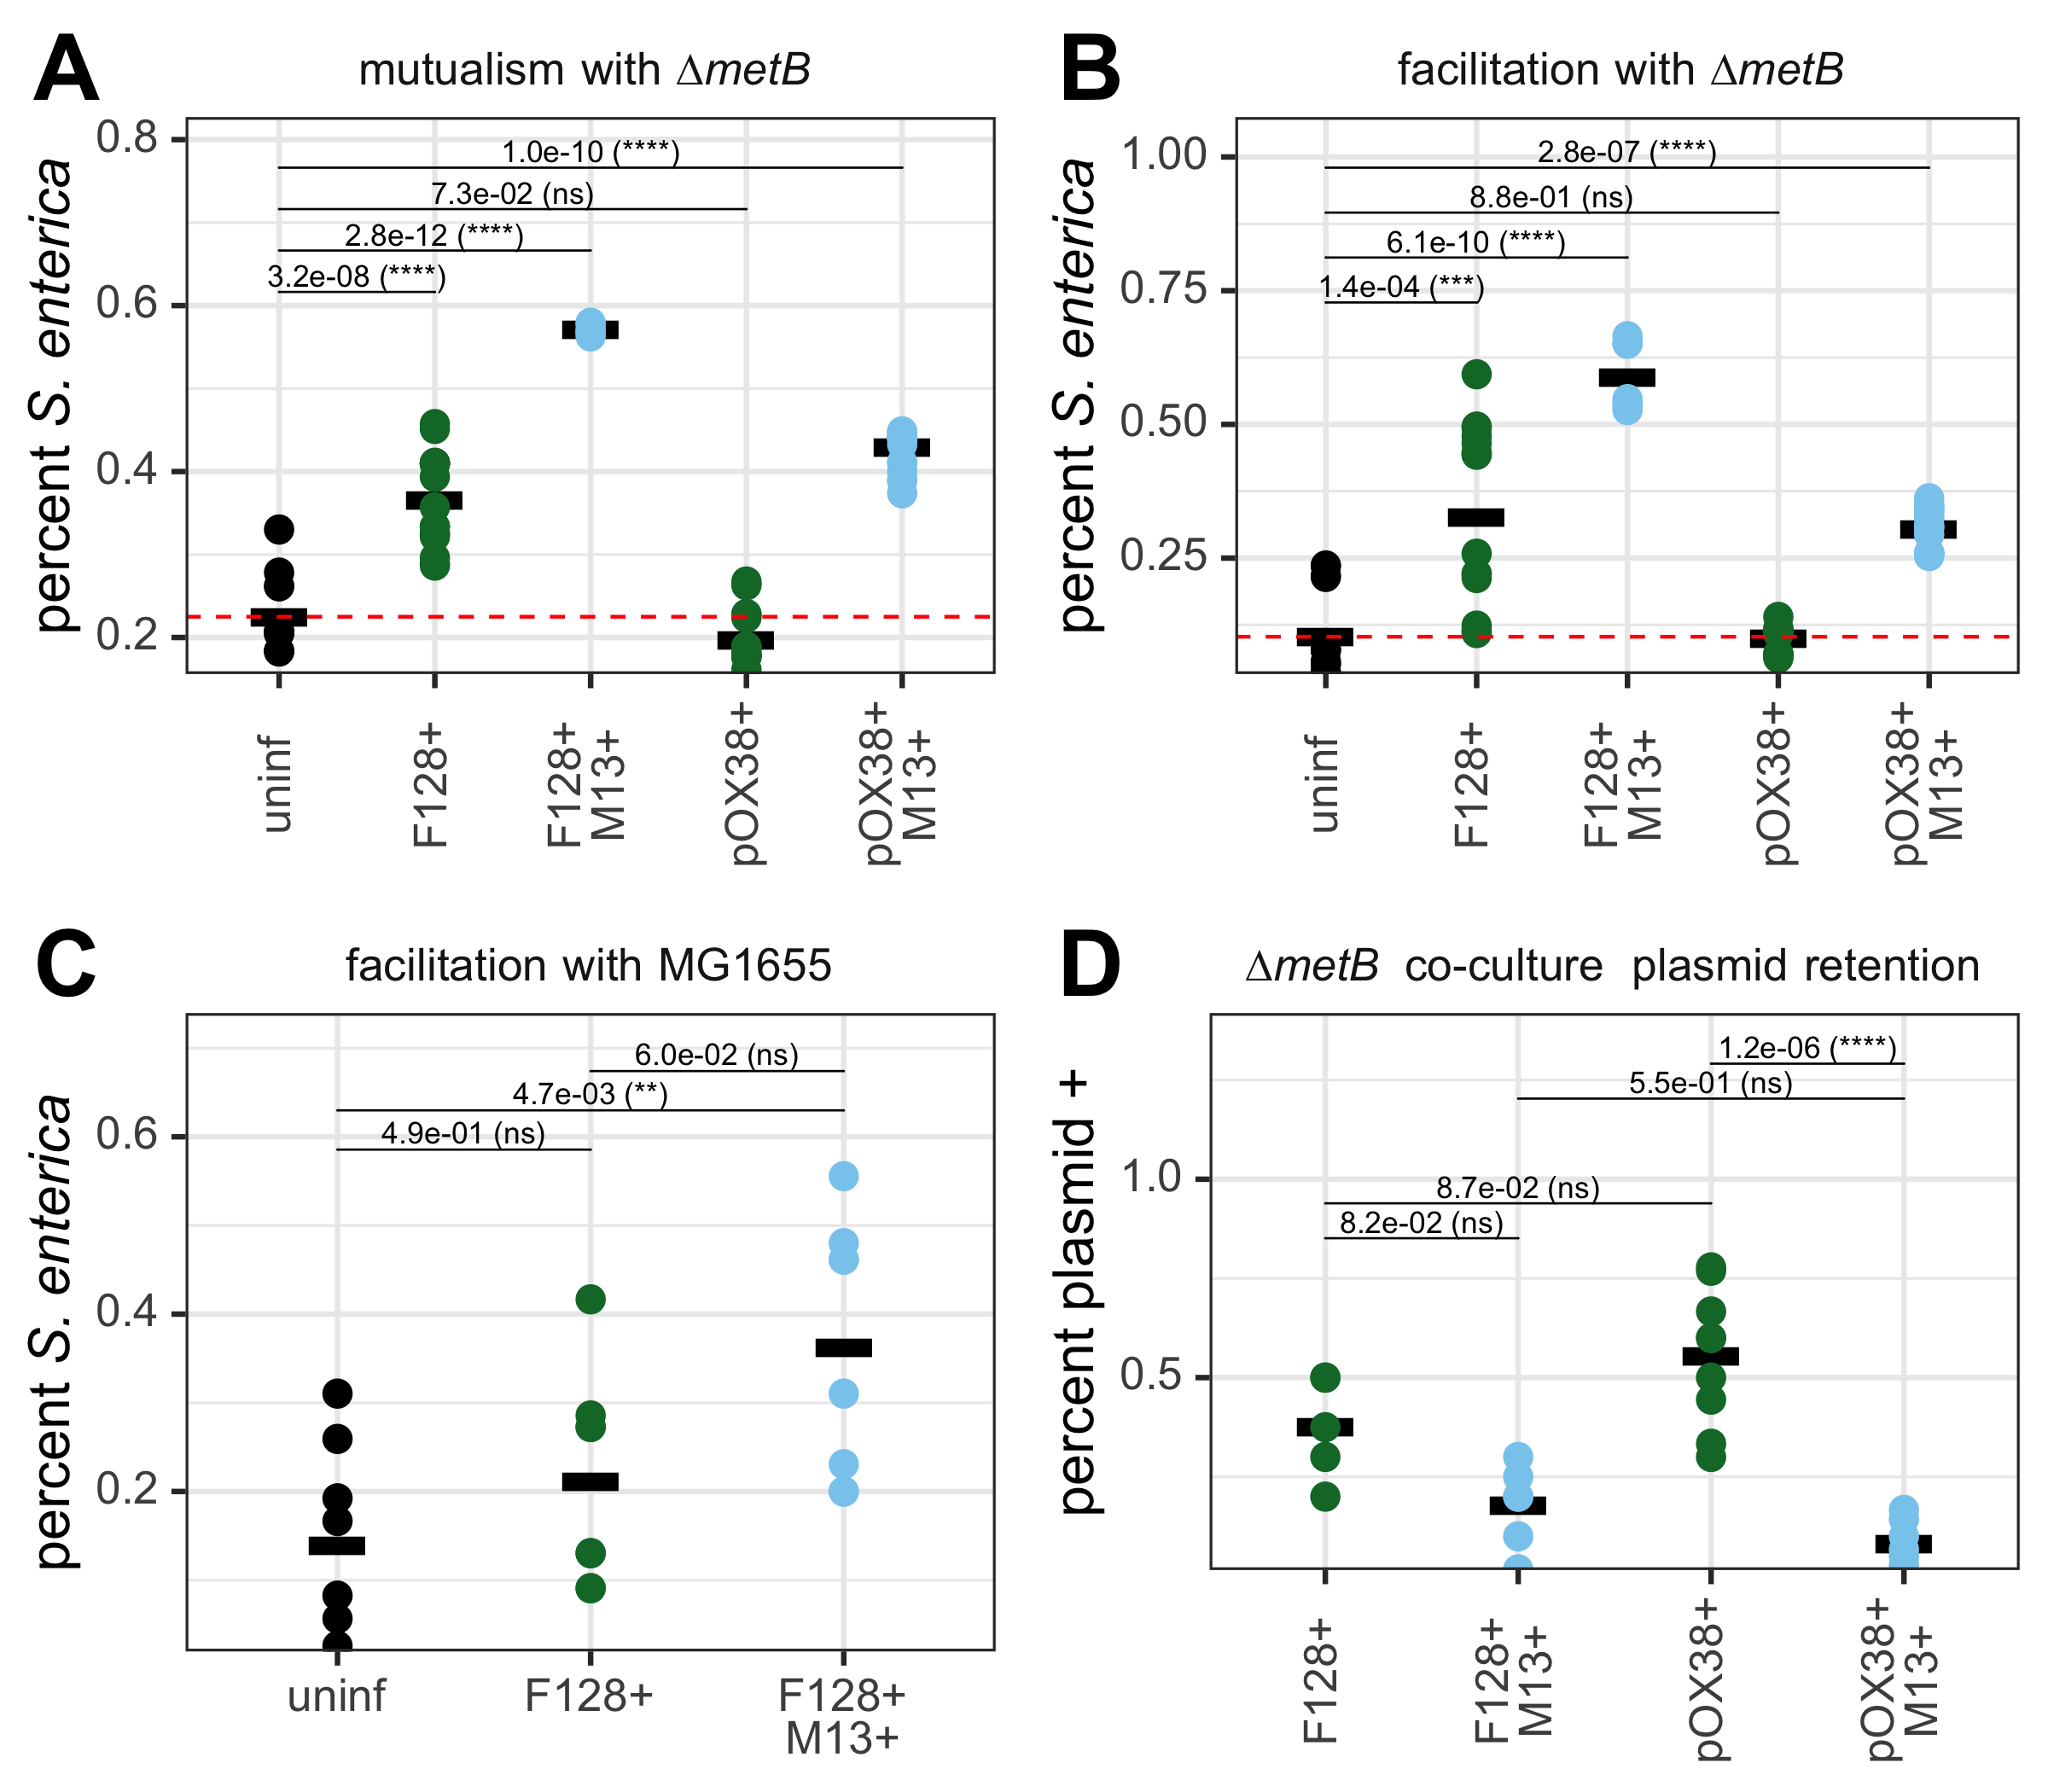 A
mutualism with ΔmetB
percent S. enterica
0.8
0.6
0.4
0.2
1.0e-10 (****)
7.3e-02 (ns)
2.8e-12 (****)
3.2e-08 (****)
uninf
F128+
F128+
M13+
pOX38+
pOX38+
M13+
B
facilitation with ΔmetB
percent S. enterica
1.00
0.75
0.50
0.25
2.8e-07 (****)
8.8e-01 (ns)
6.1e-10 (****)
1.4e-04 (***)
uninf
F128+
F128+
M13+
pOX38+
pOX38+
M13+
C
facilitation with MG1655
percent S. enterica
0.6
0.4
0.2
6.0e-02 (ns)
4.7e-03 (**)
4.9e-01 (ns)
uninf
F128+
F128+
M13+
D
ΔmetB co-culture plasmid retention
percent plasmid +
1.0
0.5
1.2e-06 (****)
5.5e-01 (ns)
8.7e-02 (ns)
8.2e-02 (ns)
F128+
F128+
M13+
pOX38+
pOX38+
M13+